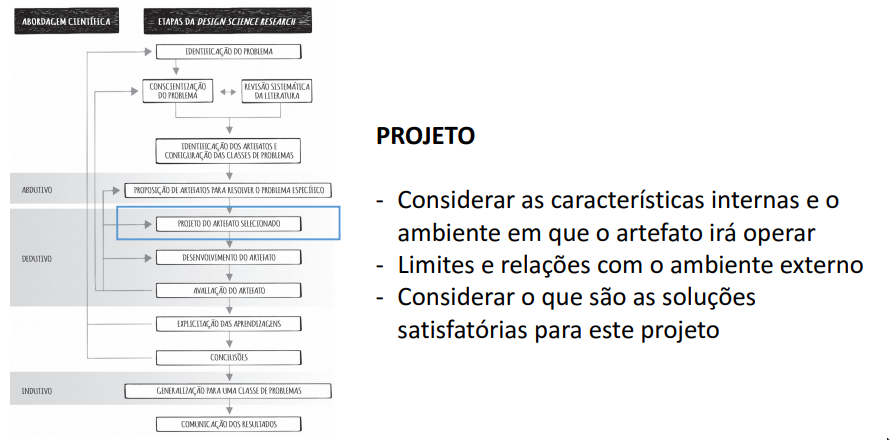 ABORDAGEM CIENTÍFICA
ETAPAS DA DESIGN SCIENCE RESEARCH
IDENTIFICAÇÃO DO PROBLEMA
CONSCIENTIZAÇÃO
DO PROBLEMA
REVISÃO SISTEMÁTICA
DA LITERATURA
IDENTIFICAÇÃO DOS ARTEFATOS E
CONFIGURAÇÃO DAS CLASSES DE PROBLEMAS
ABDUTIVO
PROPOSIÇÃO DE ARTEFATOS PARA RESOLVER O PROBLEMA ESPECÍFICO
PROJETO DO ARTEFATO SELECIONADO
DEDUTIVO
DESENVOLVIMENTO DO ARTEFATO
AVALIAÇÃO DO ARTEFATO
EXPLICITAÇÃO DAS APRENDIZAGENS
CONCLUSÕES
INDUTIVO
GENERALIZAÇÃO PARA UMA CLASSE DE PROBLEMAS
COMUNICAÇÃO DOS RESULTADOS
PROJETO
- Considerar as características internas e o
ambiente em que o artefato irá operar
- Limites e relações com o ambiente externo
- Considerar o que são as soluções
satisfatórias para este projeto